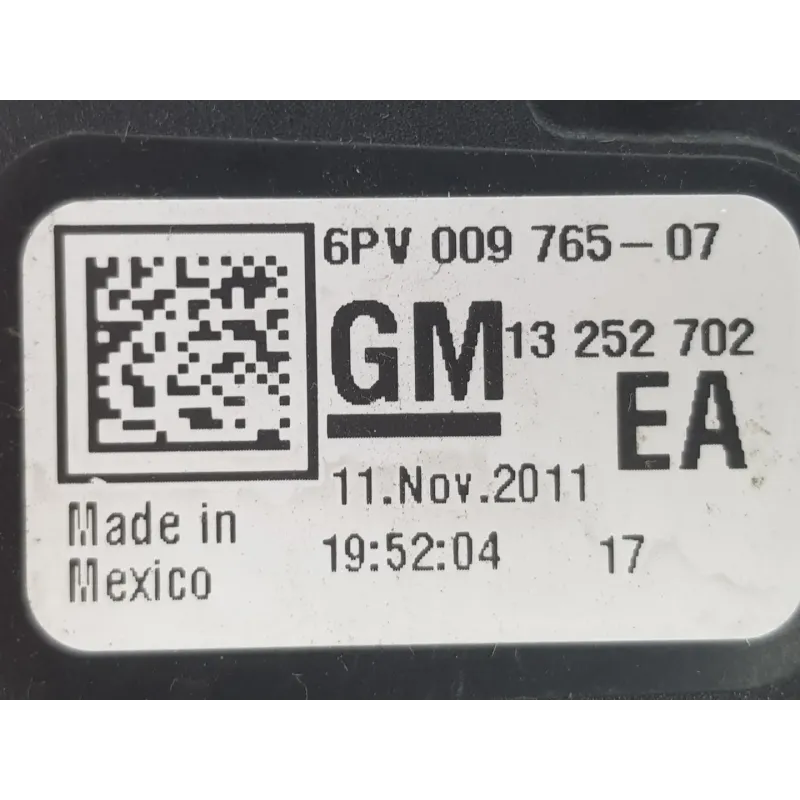 6PV 009 765-07
GM 13 252 702
EA
11.Nov.2011
19:52:04 17
Made in
Mexico